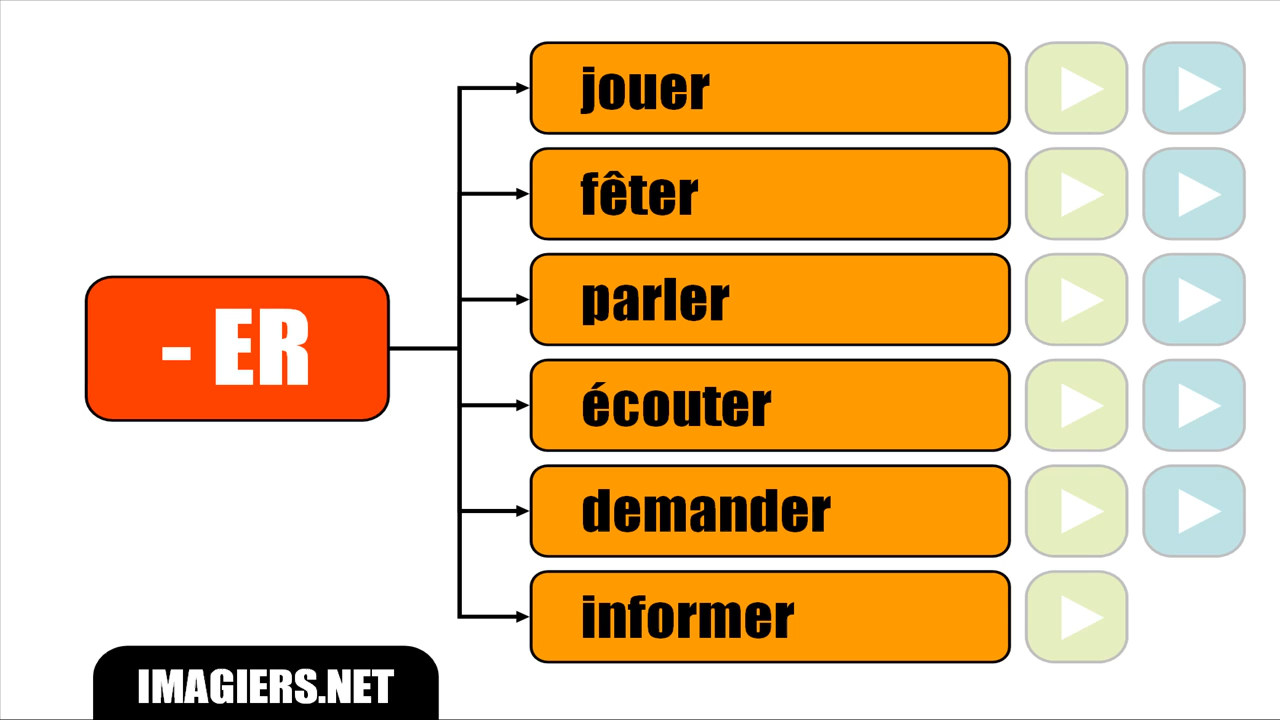 - ER
jouer
fêter
parler
écouter
demander
informer
IMAGIERS.NET